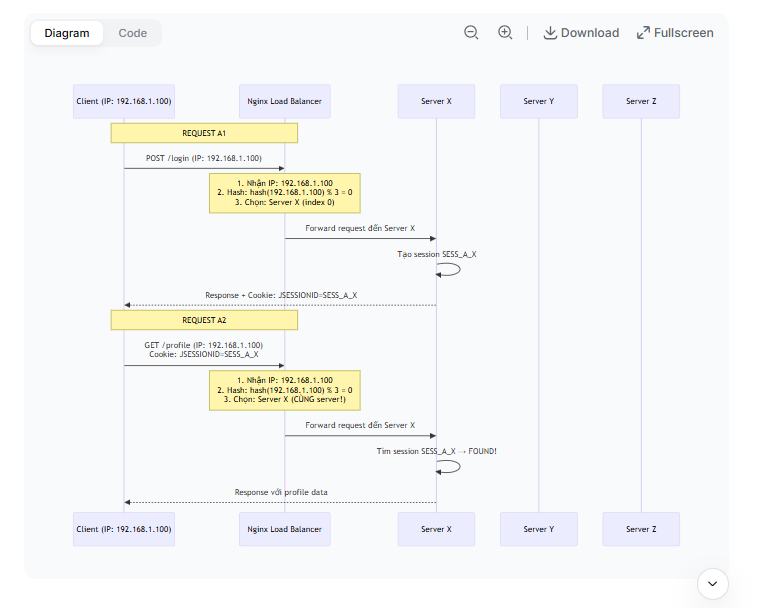 Diagram
Code
Download
Fullscreen
Client (IP: 192.168.1.100)
Nginx Load Balancer
Server X
Server Y
Server Z
REQUEST A1
POST /login (IP: 192.168.1.100)
1. Nhận IP: 192.168.1.100
2. Hash: hash(192.168.1.100) % 3 = 0
3. Chọn: Server X (index 0)
Forward request đến Server X
Tạo session SESS_A_X
Response + Cookie: JSESSIONID=SESS_A_X
REQUEST A2
GET /profile (IP: 192.168.1.100)
Cookie: JSESSIONID=SESS_A_X
1. Nhận IP: 192.168.1.100
2. Hash: hash(192.168.1.100) % 3 = 0
3. Chọn: Server X (CÙNG server!)
Forward request đến Server X
Tìm session SESS_A_X → FOUND!
Response với profile data
Client (IP: 192.168.1.100)
Nginx Load Balancer
Server X
Server Y
Server Z